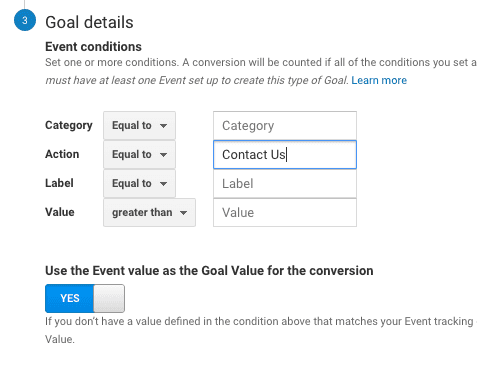 3 Goal details
Event conditions
Set one or more conditions. A conversion will be counted if all of the conditions you set a
must have at least one Event set up to create this type of Goal. Learn more
Category Equal to Category
Action Equal to Contact Us
Label Equal to Label
Value greater than Value
Use the Event value as the Goal Value for the conversion
YES
If you don't have a value defined in the condition above that matches your Event tracking
Value.